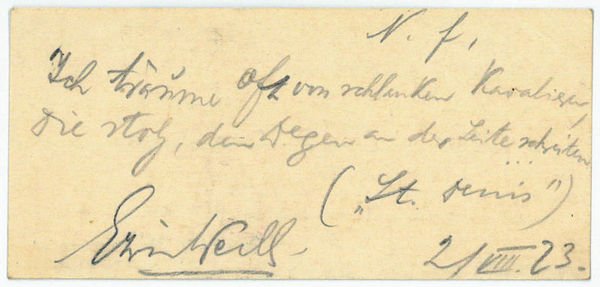 N. f.,
Ich träume oft von schlanken Kavalieren,
die stolz, den Degen an der Seite schreiten
...
("St. Denis")
Erwin Weill.
2/VIII. 23.